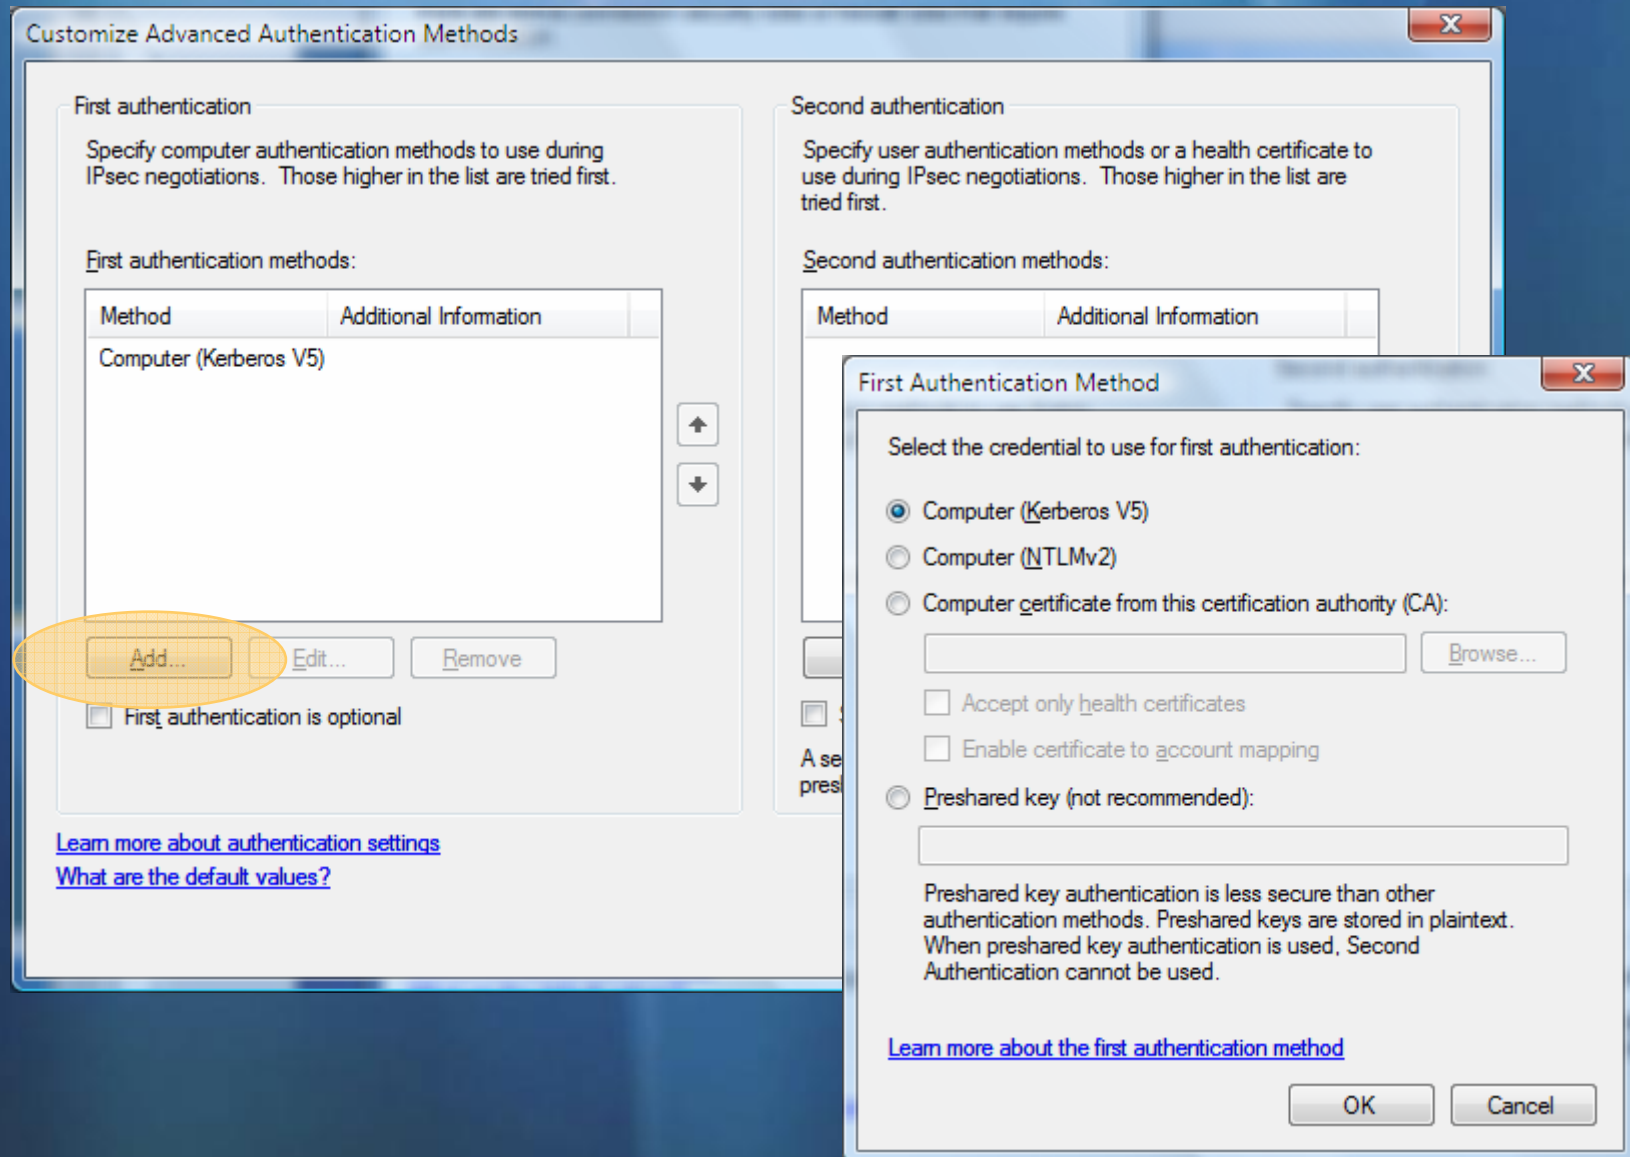 Customize Advanced Authentication Methods
First authentication
Specify computer authentication methods to use during
IPsec negotiations. Those higher in the list are tried first.
First authentication methods:
Method Additional Information
Computer (Kerberos V5)
Add...
Edit...
Remove
First authentication is optional
Learn more about authentication settings
What are the default values?
Second authentication
Specify user authentication methods or a health certificate to
use during IPsec negotiations. Those higher in the list are
tried first.
Second authentication methods:
Method Additional Information
A
First Authentication Method
Select the credential to use for first authentication:
Computer (Kerberos V5)
Computer (NTLMv2)
Computer certificate from this certification authority (CA):
Browse...
Accept only health certificates
Enable certificate to account mapping
Preshared key (not recommended):
Preshared key authentication is less secure than other
authentication methods. Preshared keys are stored in plaintext.
When preshared key authentication is used, Second
Authentication cannot be used.
Learn more about the first authentication method
OK
Cancel